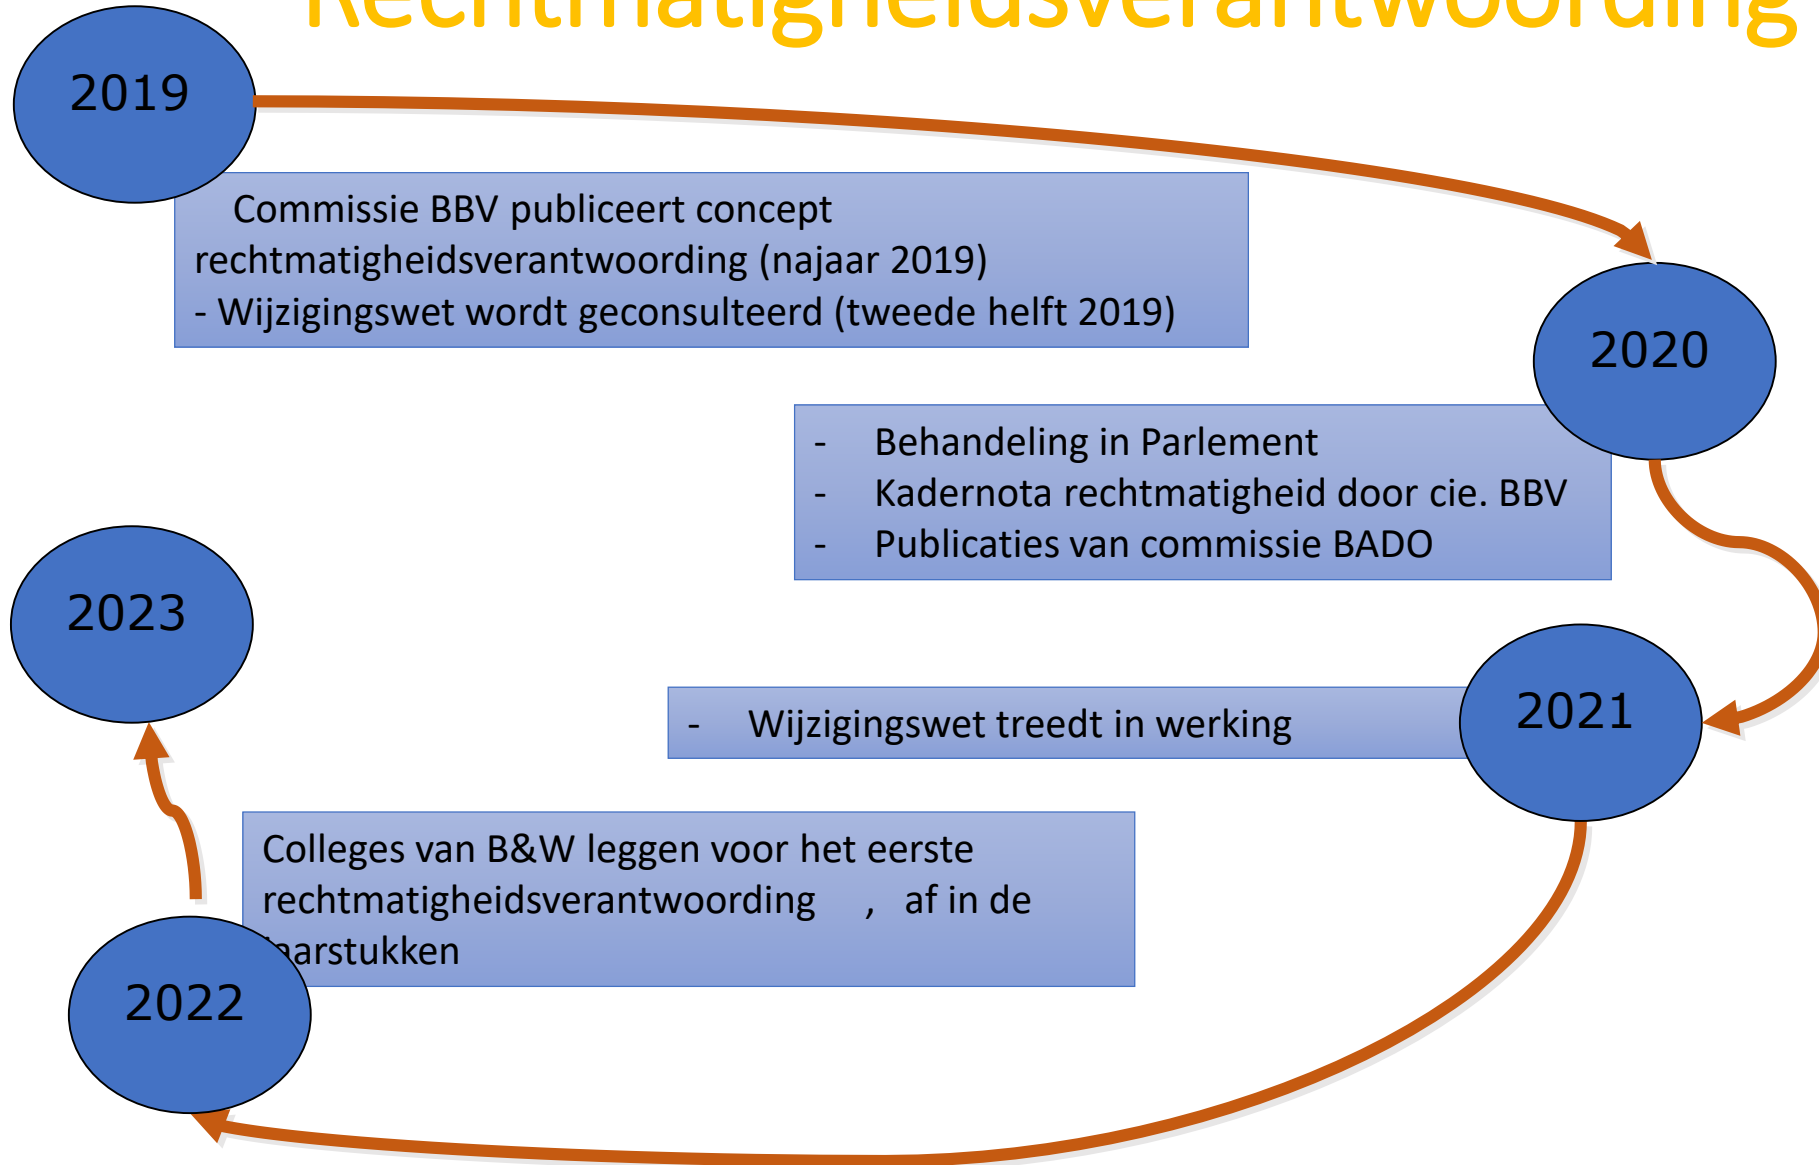 Rechtmatigheidsverantwoording
2019
Commissie BBV publiceert concept
rechtmatigheidsverantwoording (najaar 2019)
- Wijzigingswet wordt geconsulteerd (tweede helft 2019)
2020
- Behandeling in Parlement
- Kadernota rechtmatigheid door cie. BBV
- Publicaties van commissie BADO
2021
- Wijzigingswet treedt in werking
2022
Colleges van B&W leggen voor het eerste
rechtmatigheidsverantwoording , af in de
jaarstukken
2023